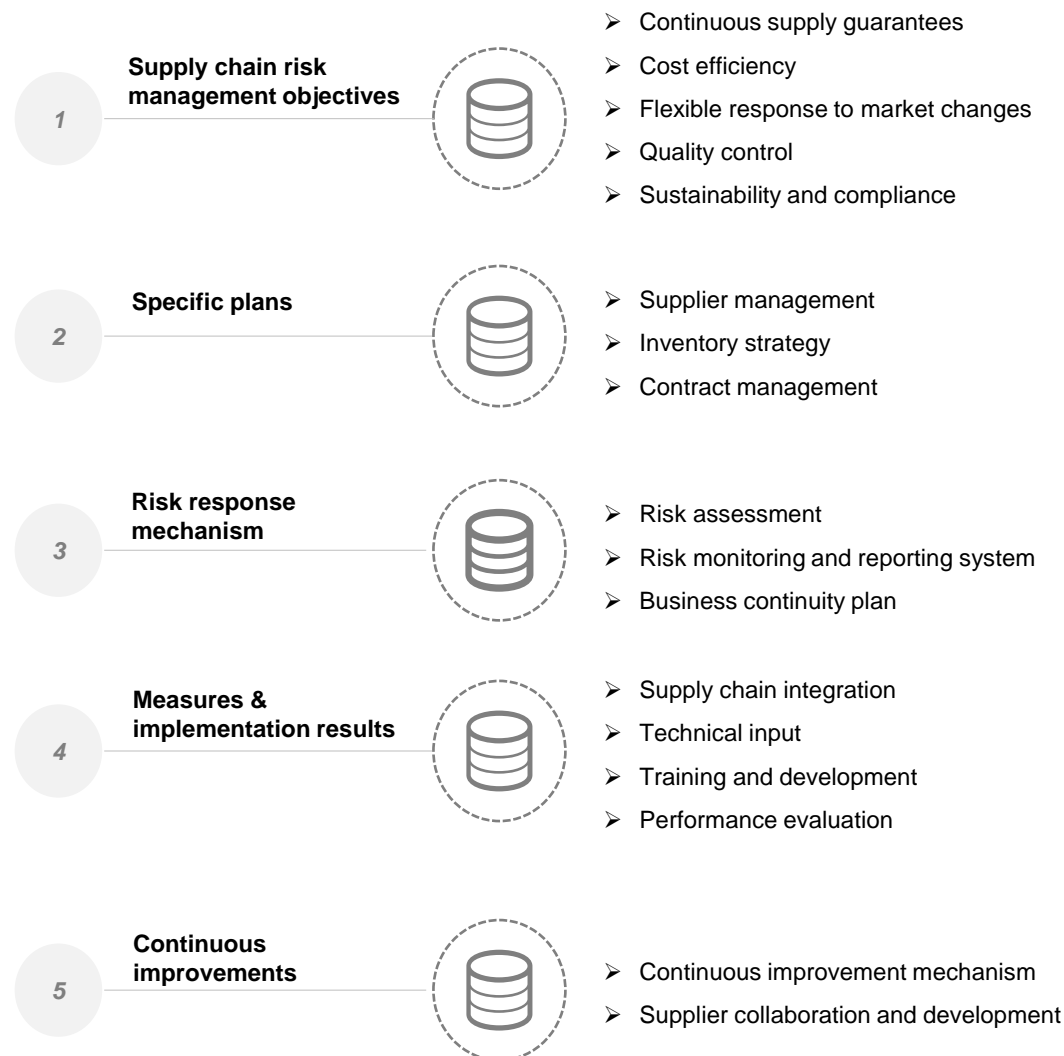 1
Supply chain risk
management objectives
➢ Continuous supply guarantees
➢ Cost efficiency
➢ Flexible response to market changes
➢ Quality control
➢ Sustainability and compliance
2
Specific plans
➢ Supplier management
➢ Inventory strategy
➢ Contract management
3
Risk response
mechanism
➢ Risk assessment
➢ Risk monitoring and reporting system
➢ Business continuity plan
4
Measures &
implementation results
➢ Supply chain integration
➢ Technical input
➢ Training and development
➢ Performance evaluation
5
Continuous
improvements
➢ Continuous improvement mechanism
➢ Supplier collaboration and development